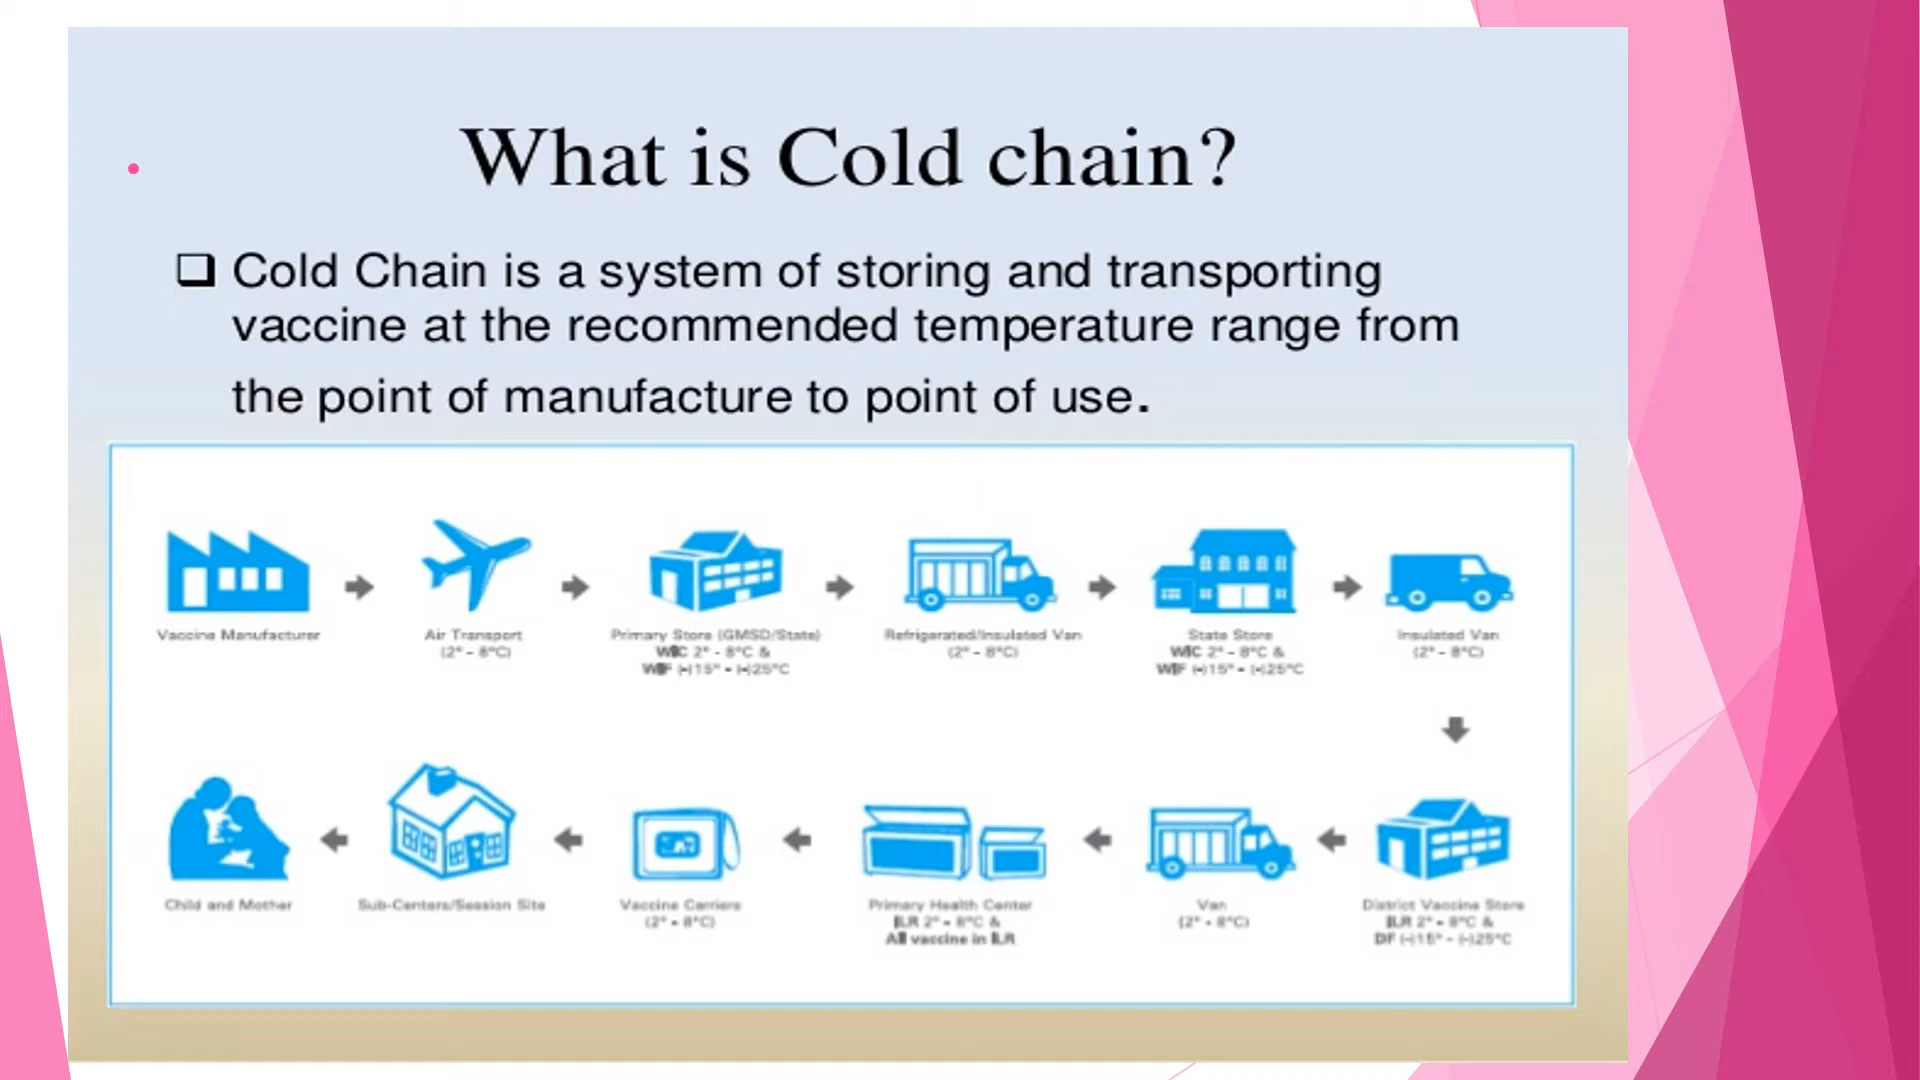 What is Cold chain?
Cold Chain is a system of storing and transporting
vaccine at the recommended temperature range from
the point of manufacture to point of use.
Vaccine Manufacturer
Air Transport
(2° - 8°C)
Primary Store (GMSD/State)
WIC 2° - 8°C &
WIF (-)15° - (-)25°C
Refrigerated/Insulated Van
(2° - 8°C)
State Store
WIC 2° - 8°C &
WIF (-)15° - (-)25°C
Insulated Van
(2° - 8°C)
Child and Mother
Sub-Centers/Session Site
Vaccine Carriers
(2° - 8°C)
Primary Health Center
ILR 2° - 8°C &
All vaccine in ILR
Van
(2° - 8°C)
District Vaccine Store
ILR 2° - 8°C &
DF (-)15° - (-)25°C